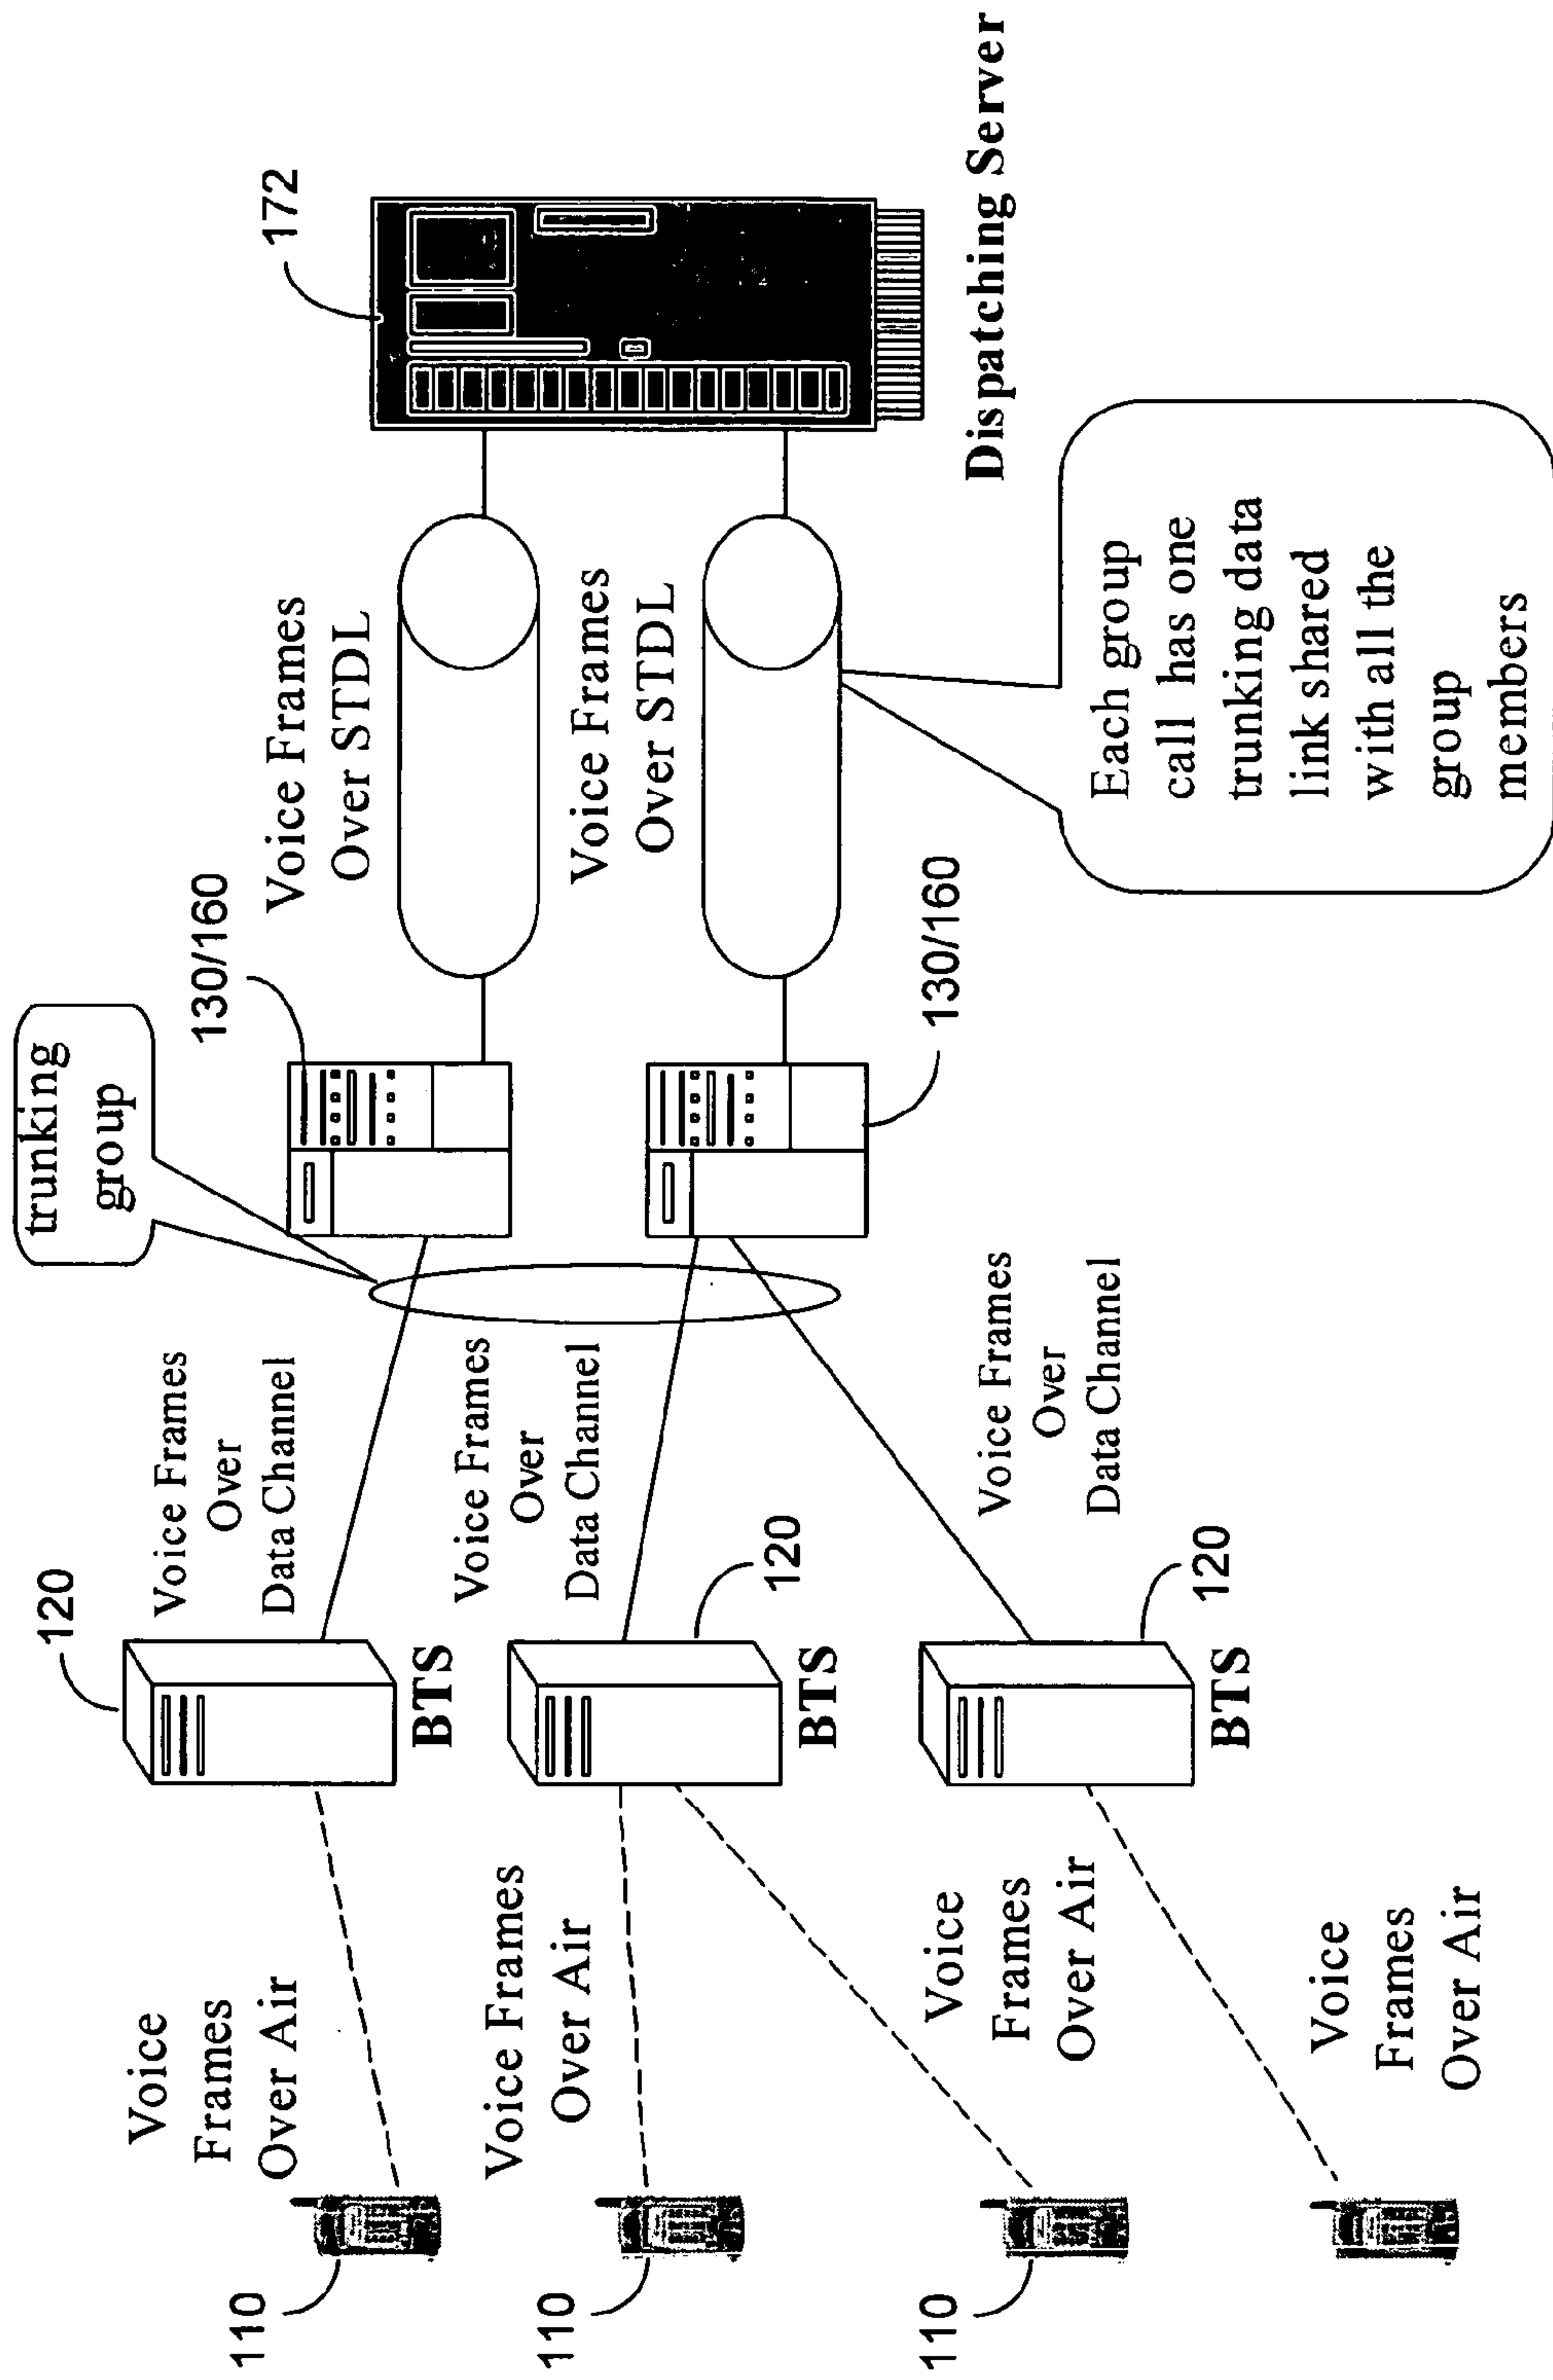 110
110
110
Voice
Frames
Over Air
Voice Frames
Over Air
Voice
Frames
Over Air
Voice
Frames
Over Air
120
BTS
120
BTS
120
BTS
Voice Frames
Over
Data Channel
Voice Frames
Over
Data Channel
Voice Frames
Over
Data Channel
trunking
group
130/160
130/160
Voice Frames
Over STDL
Voice Frames
Over STDL
Each group
call has one
trunking data
link shared
with all the
group
members
172
Dispatching Server